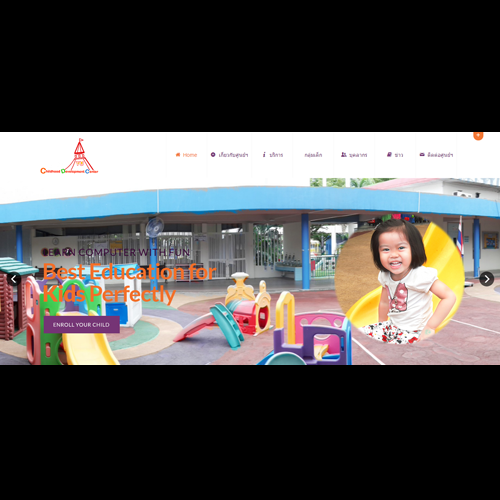 Childhood Development Center
Home
เกี่ยวกับศูนย์ฯ
บริการ
กลุ่มเด็ก
บุคลากร
ข่าว
ติดต่อศูนย์ฯ
LEARN COMPUTER WITH FUN
Best Education for
Kids Perfectly
ENROLL YOUR CHILD